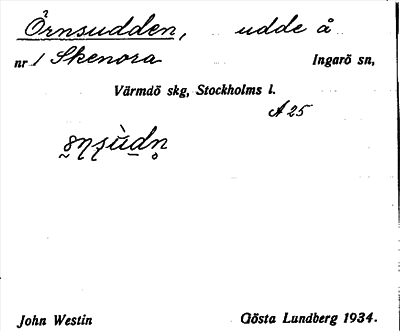 Örnsudden, udde å
nr 1 Skenora Ingarö sn,
Värmdö skg, Stockholms l.
A 25
John Westin Gösta Lundberg 1934.